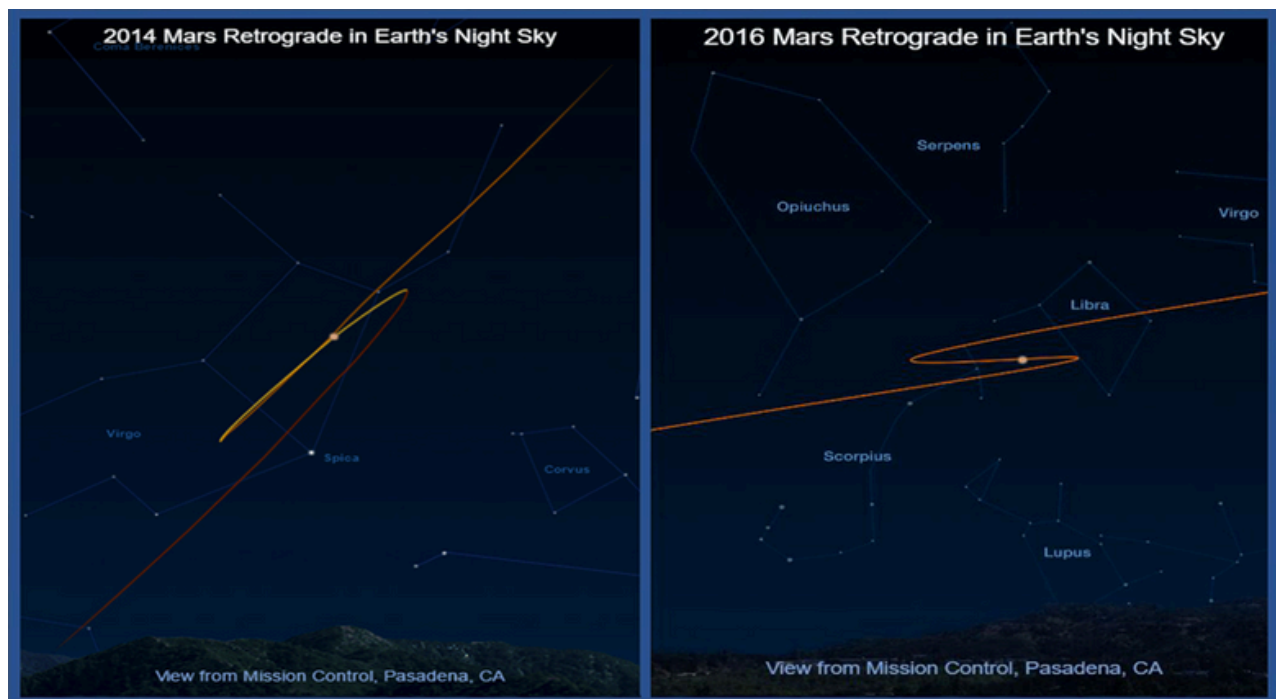 2014 Mars Retrograde in Earth's Night Sky
Coma Berenices
Virgo
Spica
Corvus
View from Mission Control, Pasadena, CA
2016 Mars Retrograde in Earth's Night Sky
Serpens
Opiuchus
Virgo
Libra
Scorpius
Lupus
View from Mission Control, Pasadena, CA